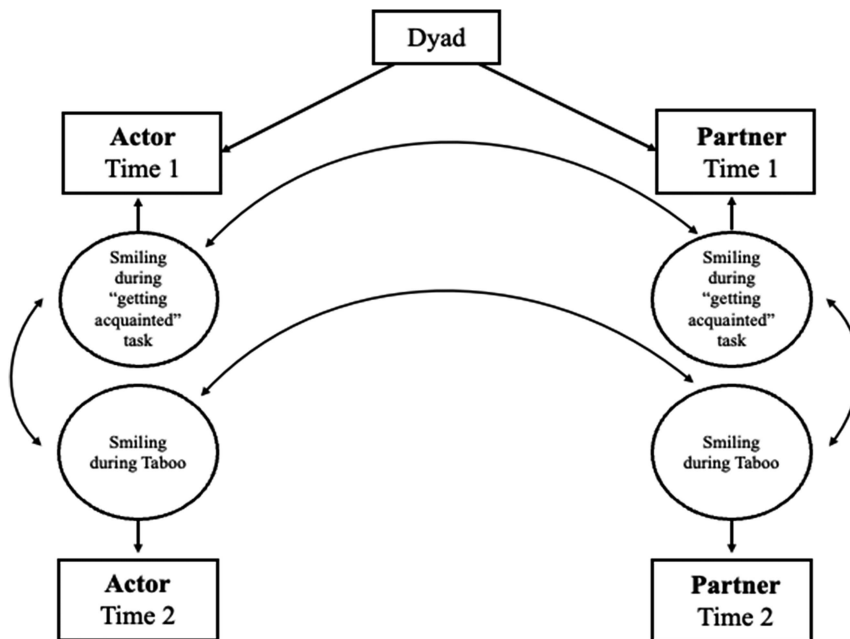 Dyad
Actor
Time 1
Partner
Time 1
Smiling
during
“getting
acquainted”
task
Smiling
during
“getting
acquainted”
task
Smiling
during Taboo
Smiling
during Taboo
Actor
Time 2
Partner
Time 2